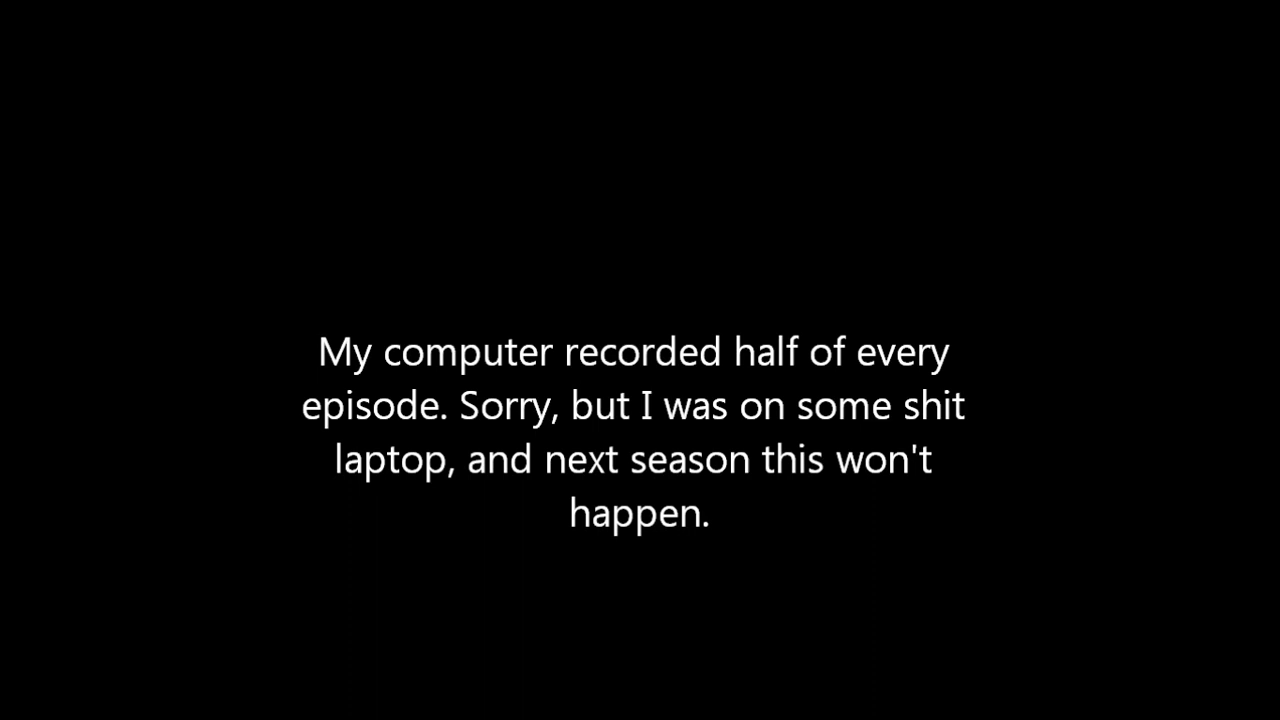 My computer recorded half of every
episode. Sorry, but I was on some shit
laptop, and next season this won't
happen.